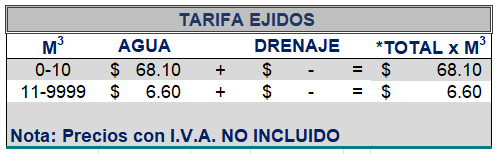 TARIFA EJIDOS
M³ AGUA DRENAJE *TOTAL x M³
0-10 $ 68.10 + $ - = $ 68.10
11-9999 $ 6.60 + $ - = $ 6.60
Nota: Precios con I.V.A. NO INCLUIDO